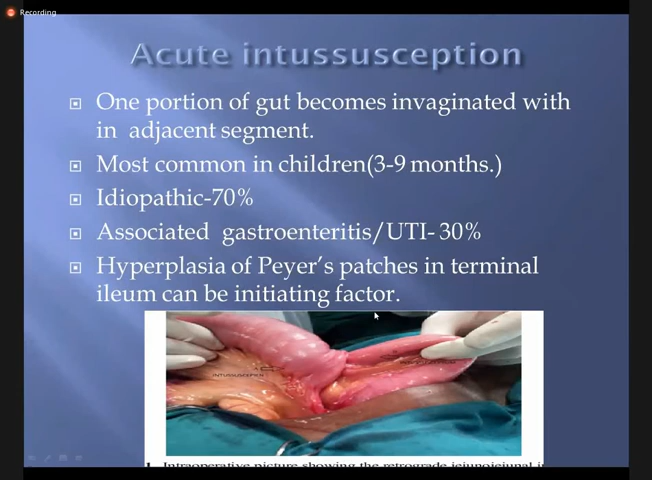 Recording
Acute intussusception
One portion of gut becomes invaginated with
in adjacent segment.
Most common in children(3-9 months.)
Idiopathic-70%
Associated gastroenteritis/UTI- 30%
Hyperplasia of Peyer's patches in terminal
ileum can be initiating factor.
INTUSSUSCEPIEN
Intraoperative picture showing the retrograde jejunojejunal